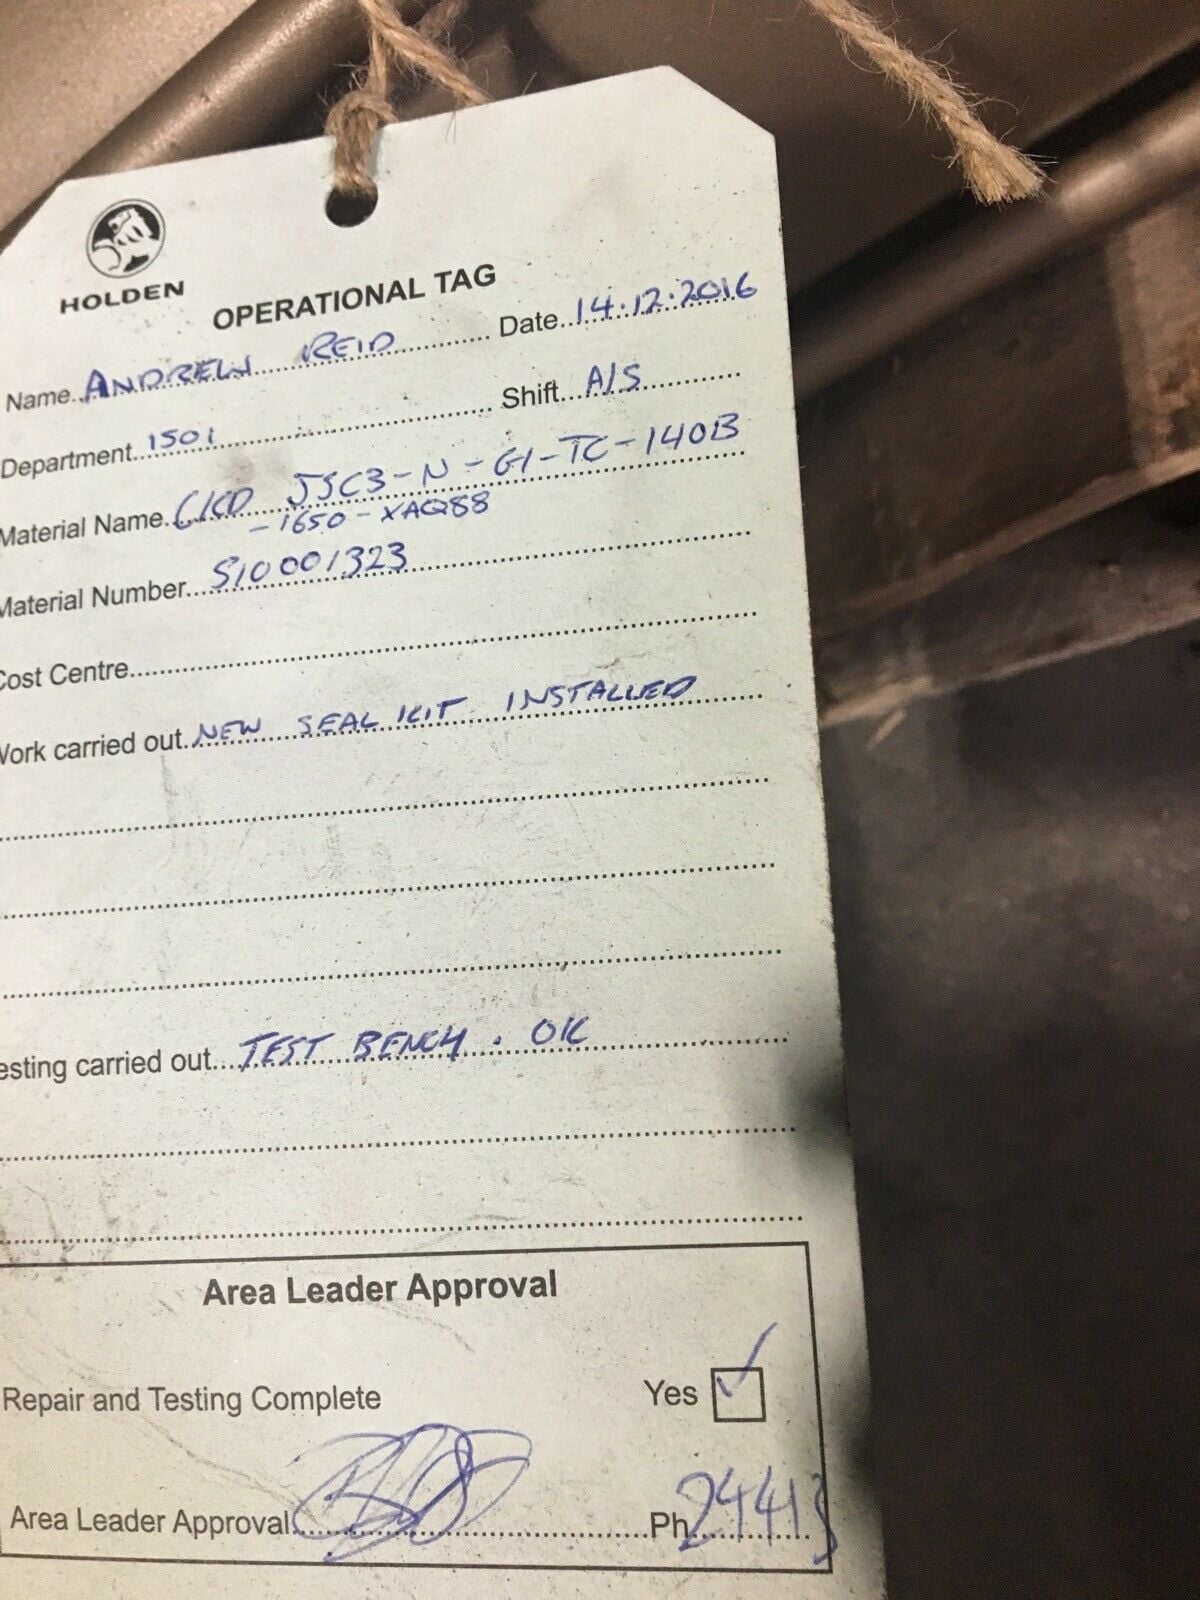 HOLDEN
OPERATIONAL TAG
Name..ANDREW REID Date..14.12.2016
Department..1501 Shift..A/S
Material Name.CKD JSC3-N-G1-TC-140B
-1650-XAQ88
Material Number...S10001323
Cost Centre
Work carried out..NEW SEAL KIT INSTALLED
esting carried out...TEST BENCH. OK
Area Leader Approval
Repair and Testing Complete Yes ✓
Area Leader Approval Ph 24413